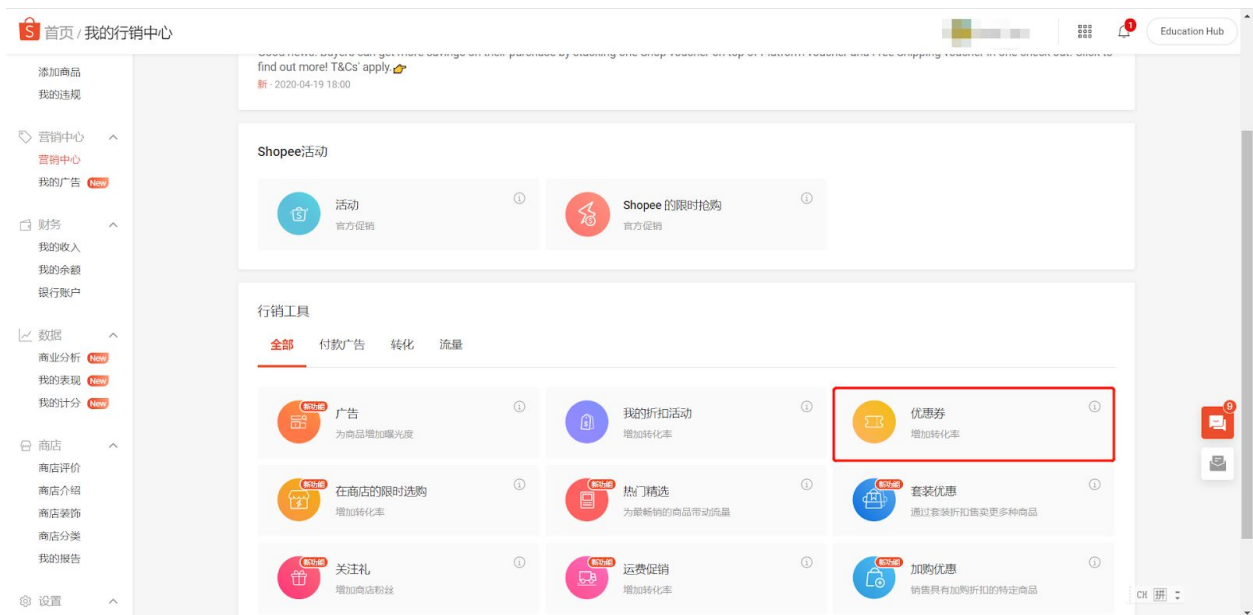 首页 / 我的行销中心
1
Education Hub
添加商品
我的违规
营销中心
营销中心
我的广告 New
财务
我的收入
我的余额
银行账户
数据
商业分析 New
我的表现 New
我的计分 New
商店
商店评价
商店介绍
商店装饰
商店分类
我的报告
设置
find out more! T&Cs' apply.👉
新 · 2020-04-19 18:00
Shopee活动
活动
官方促销
Shopee 的限时抢购
官方促销
行销工具
全部 付款广告 转化 流量
新功能 广告
为商品增加曝光度
我的折扣活动
增加转化率
优惠券
增加转化率
新功能 在商店的限时选购
增加转化率
新功能 热门精选
为最畅销的商品带动流量
新功能 套装优惠
通过套装折扣售卖更多种商品
新功能 关注礼
增加商店粉丝
新功能 运费促销
增加转化率
新功能 加购优惠
销售具有加购折扣的特定商品
9
CH 拼